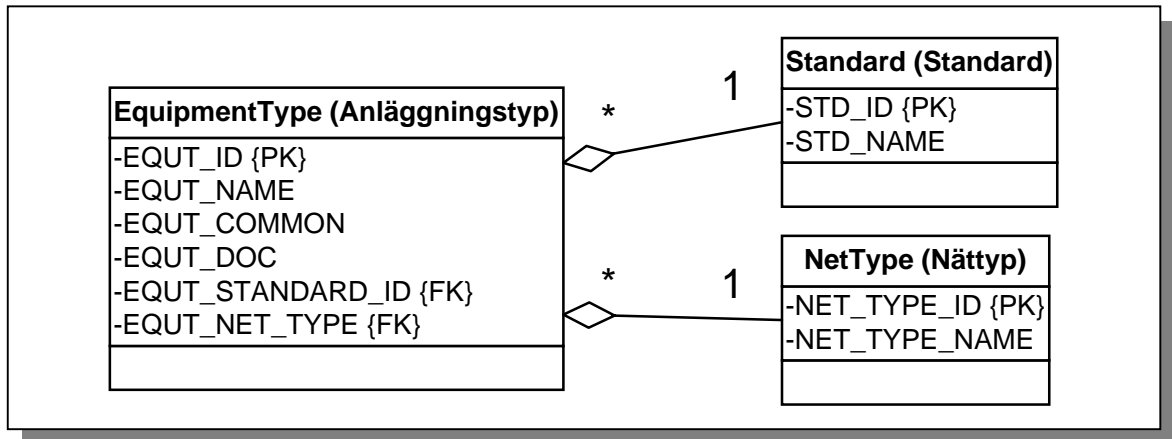 EquipmentType (Anläggningstyp)
-EQUT_ID {PK}
-EQUT_NAME
-EQUT_COMMON
-EQUT_DOC
-EQUT_STANDARD_ID {FK}
-EQUT_NET_TYPE {FK}
*
1
Standard (Standard)
-STD_ID {PK}
-STD_NAME
*
1
NetType (Nättyp)
-NET_TYPE_ID {PK}
-NET_TYPE_NAME